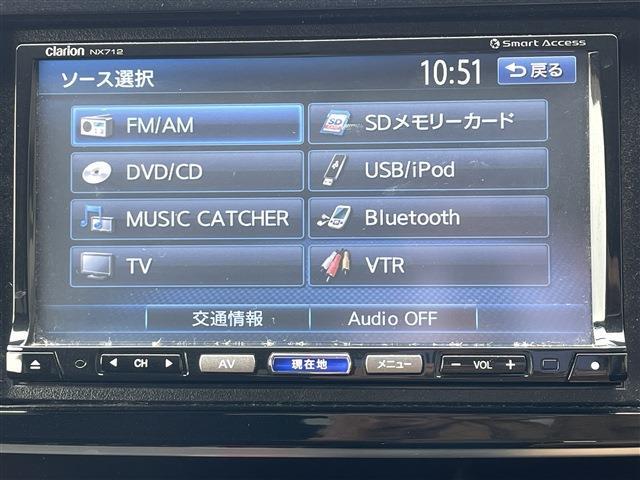 Clarion NX712 Smart Access
ソース選択 10:51 戻る
FM/AM SDメモリーカード
DVD/CD USB/iPod
MUSIC CATCHER Bluetooth
TV VTR
交通情報 Audio OFF
CH AV 現在地 メニュー VOL